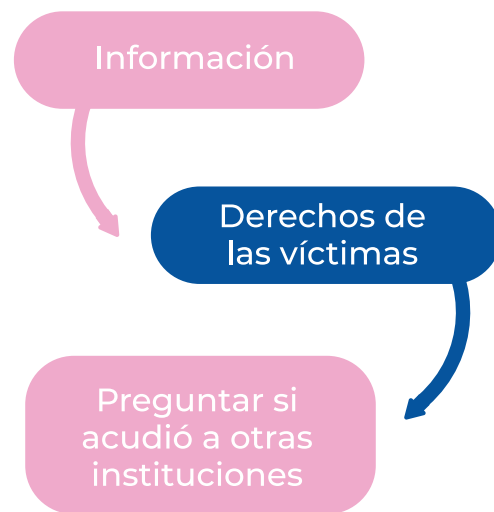 Información
Derechos de
las víctimas
Preguntar si
acudió a otras
instituciones